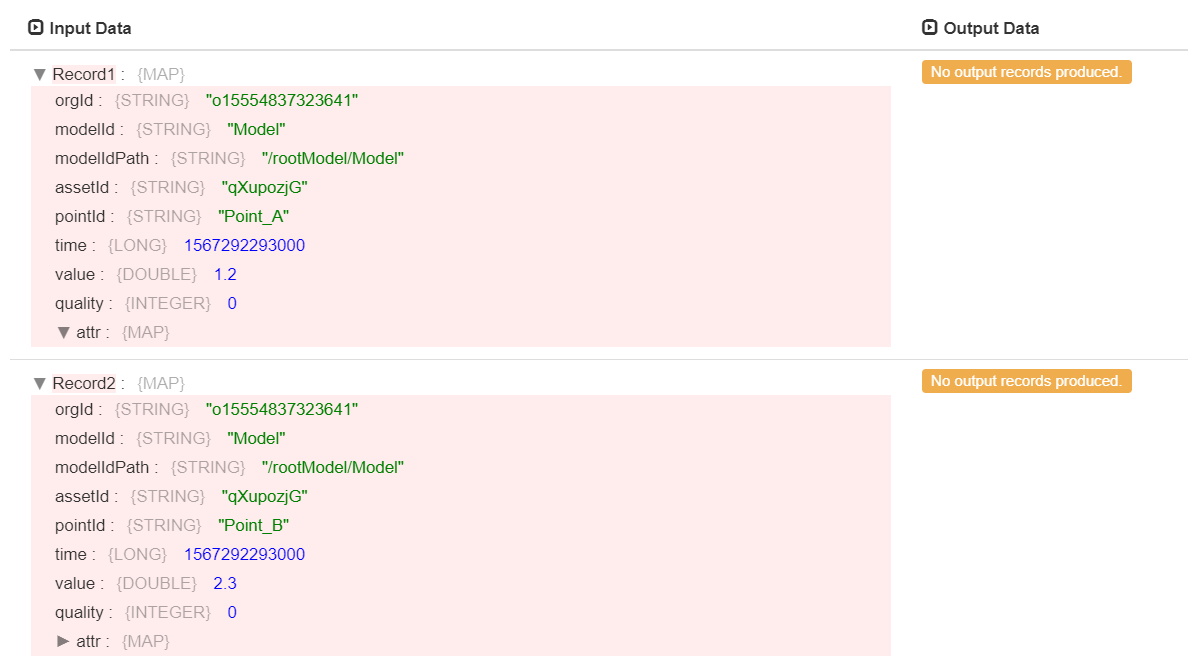 Input Data
Output Data
▼ Record1 : {MAP}
No output records produced.
orgId : {STRING} "o15554837323641"
modelId : {STRING} "Model"
modelIdPath : {STRING} "/rootModel/Model"
assetId : {STRING} "qXupozjG"
pointId : {STRING} "Point_A"
time : {LONG} 1567292293000
value : {DOUBLE} 1.2
quality : {INTEGER} 0
▼ attr : {MAP}
▼ Record2 : {MAP}
No output records produced.
orgId : {STRING} "o15554837323641"
modelId : {STRING} "Model"
modelIdPath : {STRING} "/rootModel/Model"
assetId : {STRING} "qXupozjG"
pointId : {STRING} "Point_B"
time : {LONG} 1567292293000
value : {DOUBLE} 2.3
quality : {INTEGER} 0
▶ attr : {MAP}